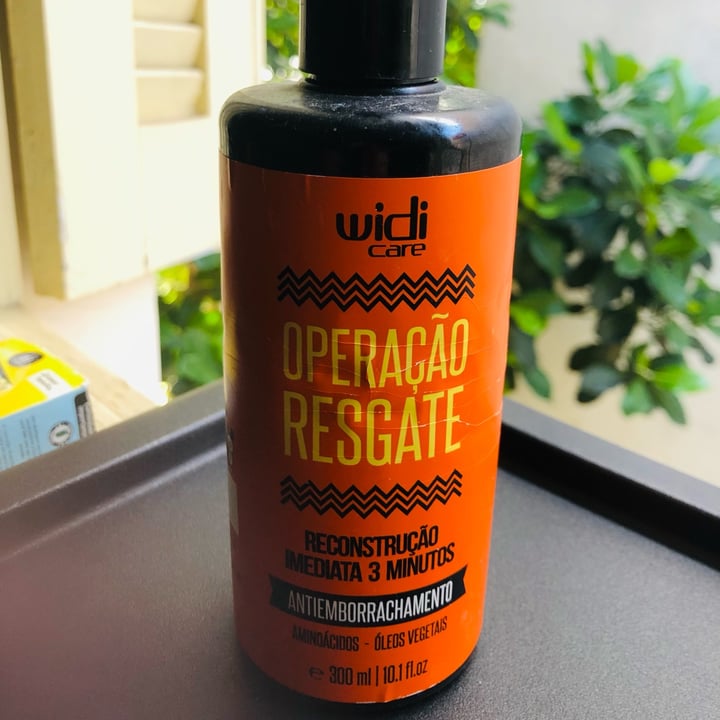 widi
care
OPERAÇÃO
RESGATE
RECONSTRUÇÃO
IMEDIATA 3 MINUTOS
ANTIEMBORRACHAMENTO
AMINOÁCIDOS - ÓLEOS VEGETAIS
℮ 300 ml | 10.1 fl.oz